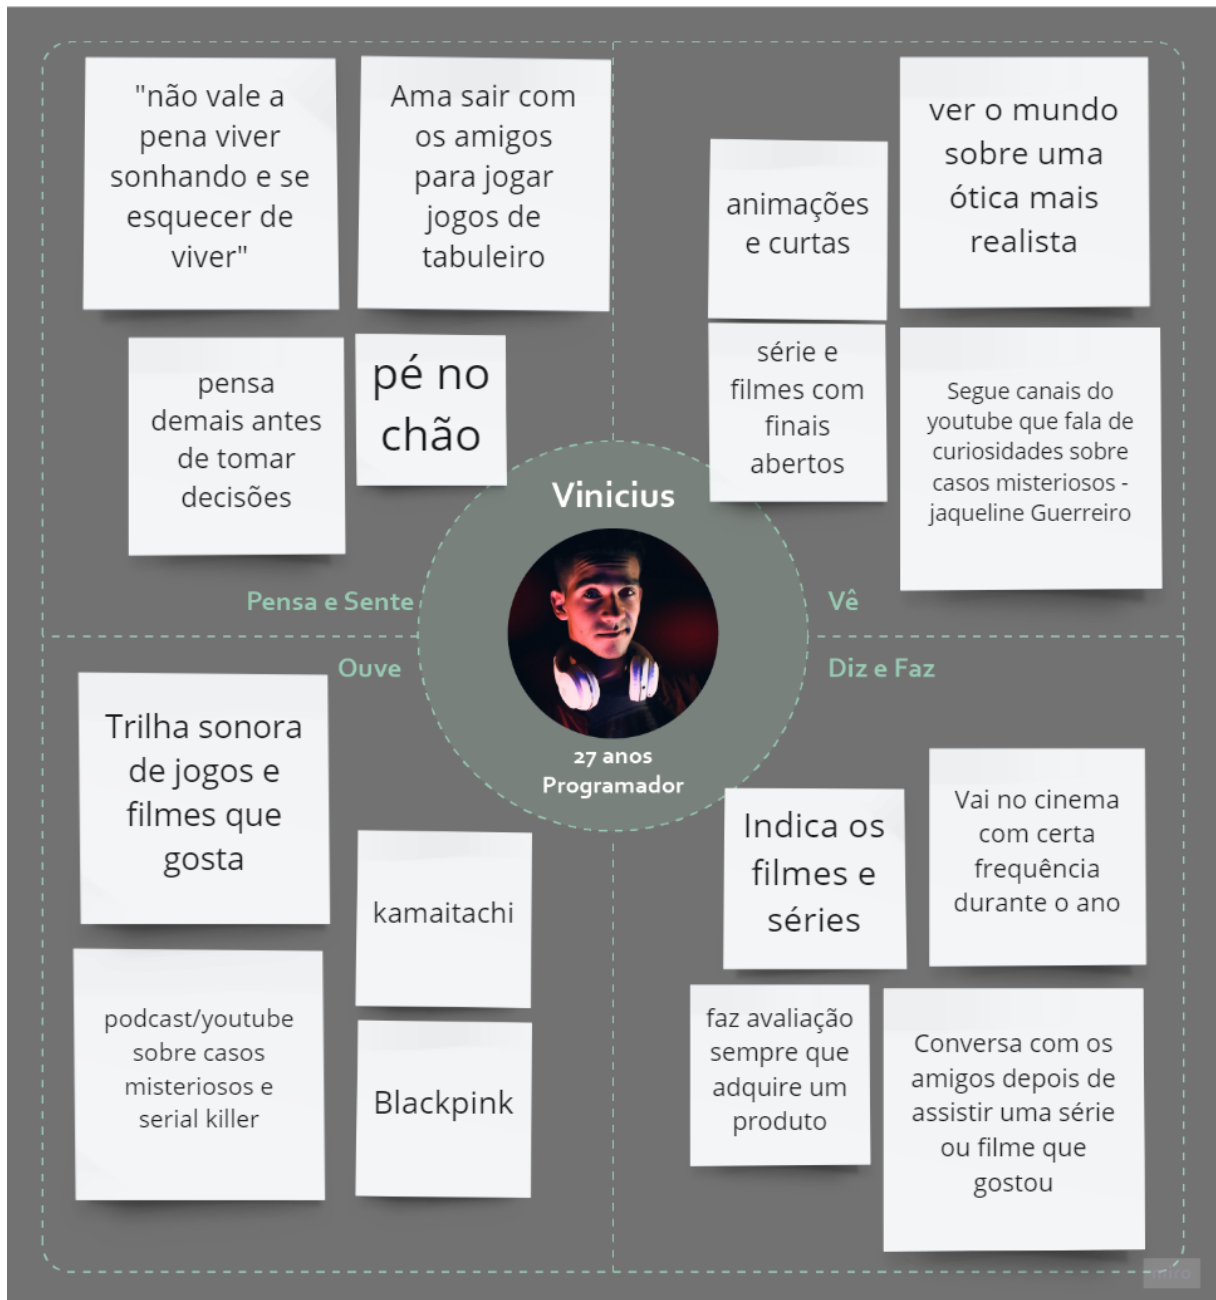 "não vale a
pena viver
sonhando e se
esquecer de
viver"
Ama sair com
os amigos
para jogar
jogos de
tabuleiro
pensa
demais antes
de tomar
decisões
pé no
chão
Pensa e Sente
animações
e curtas
ver o mundo
sobre uma
ótica mais
realista
série e
filmes com
finais
abertos
Segue canais do
youtube que fala de
curiosidades sobre
casos misteriosos -
jaqueline Guerreiro
Vê
Vinicius
27 anos
Programador
Ouve
Trilha sonora
de jogos e
filmes que
gosta
kamaitachi
podcast/youtube
sobre casos
misteriosos e
serial killer
Blackpink
Diz e Faz
Indica os
filmes e
séries
Vai no cinema
com certa
frequência
durante o ano
faz avaliação
sempre que
adquire um
produto
Conversa com os
amigos depois de
assistir uma série
ou filme que
gostou
miro